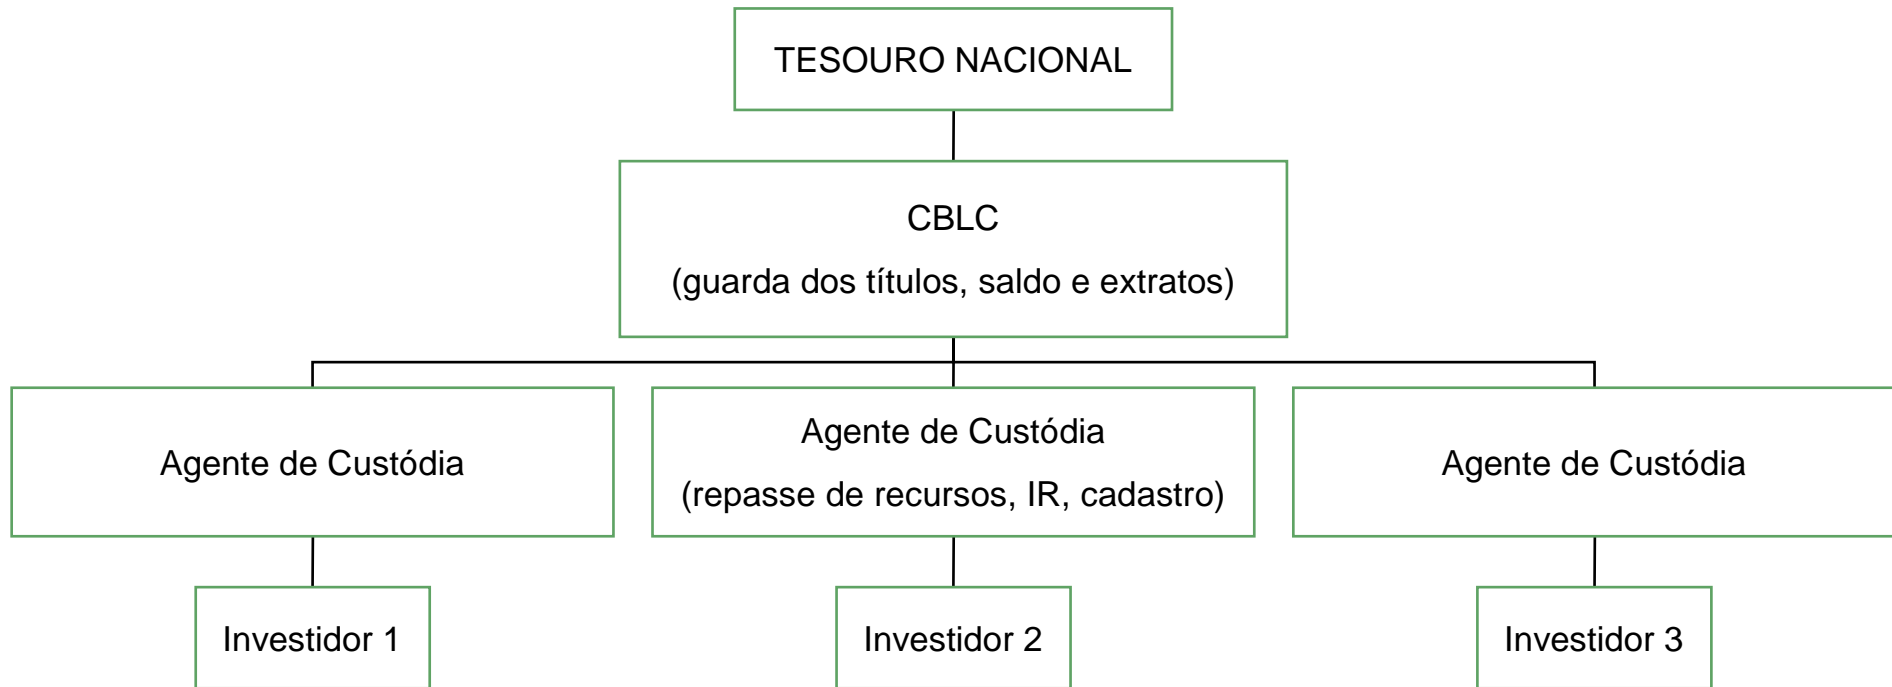 TESOURO NACIONAL
CBLC
(guarda dos títulos, saldo e extratos)
Agente de Custódia
Agente de Custódia
(repasse de recursos, IR, cadastro)
Agente de Custódia
Investidor 1
Investidor 2
Investidor 3